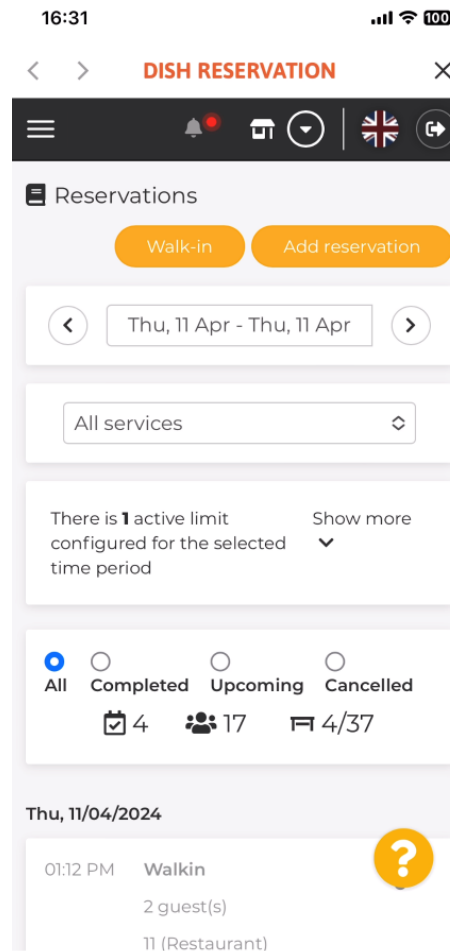 16:31
100
DISH RESERVATION
Reservations
Walk-in Add reservation
Thu, 11 Apr - Thu, 11 Apr
All services
There is 1 active limit Show more
configured for the selected
time period
All Completed Upcoming Cancelled
4 17 4/37
Thu, 11/04/2024
01:12 PM Walkin
?
2 guest(s)
11 (Restaurant)